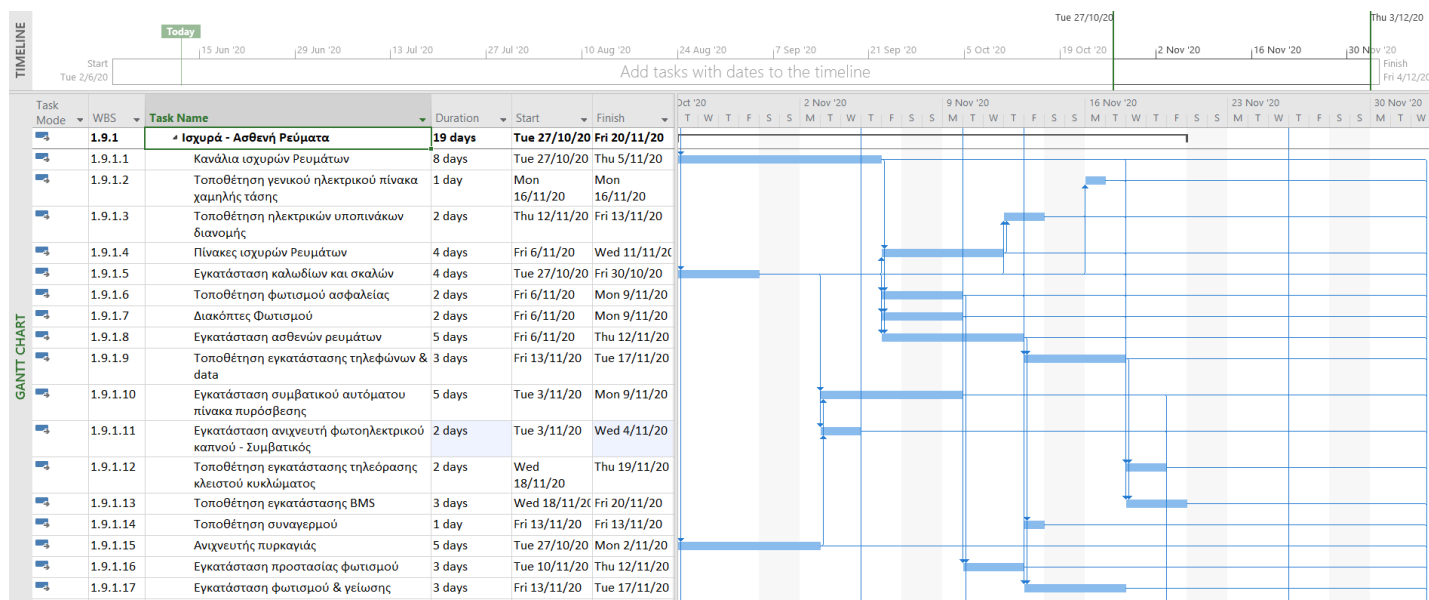 Tue 27/10/20 Thu 3/12/20
TIMELINE
Today
15 Jun '20 29 Jun '20 13 Jul '20 27 Jul '20 10 Aug '20 24 Aug '20 7 Sep '20 21 Sep '20 5 Oct '20 19 Oct '20 2 Nov '20 16 Nov '20 30 Nov '20
Start
Tue 2/6/20
Add tasks with dates to the timeline
Finish
Fri 4/12/20
GANTT CHART
Task Mode WBS Task Name Duration Start Finish
Oct '20 2 Nov '20 9 Nov '20 16 Nov '20 23 Nov '20 30 Nov '20
T W T F S S M T W T F S S M T W T F S S M T W T F S S M T W T F S S M T W
1.9.1 Ισχυρά - Ασθενή Ρεύματα 19 days Tue 27/10/20 Fri 20/11/20
1.9.1.1 Κανάλια ισχυρών Ρευμάτων 8 days Tue 27/10/20 Thu 5/11/20
1.9.1.2 Τοποθέτηση γενικού ηλεκτρικού πίνακα 1 day Mon Mon
χαμηλής τάσης 16/11/20 16/11/20
1.9.1.3 Τοποθέτηση ηλεκτρικών υποπινάκων 2 days Thu 12/11/20 Fri 13/11/20
διανομής
1.9.1.4 Πίνακες ισχυρών Ρευμάτων 4 days Fri 6/11/20 Wed 11/11/20
1.9.1.5 Εγκατάσταση καλωδίων και σκαλών 4 days Tue 27/10/20 Fri 30/10/20
1.9.1.6 Τοποθέτηση φωτισμού ασφαλείας 2 days Fri 6/11/20 Mon 9/11/20
1.9.1.7 Διακόπτες Φωτισμού 2 days Fri 6/11/20 Mon 9/11/20
1.9.1.8 Εγκατάσταση ασθενών ρευμάτων 5 days Fri 6/11/20 Thu 12/11/20
1.9.1.9 Τοποθέτηση εγκατάστασης τηλεφώνων & 3 days Fri 13/11/20 Tue 17/11/20
data
1.9.1.10 Εγκατάσταση συμβατικού αυτόματου 5 days Tue 3/11/20 Mon 9/11/20
πίνακα πυρόσβεσης
1.9.1.11 Εγκατάσταση ανιχνευτή φωτοηλεκτρικού 2 days Tue 3/11/20 Wed 4/11/20
καπνού - Συμβατικός
1.9.1.12 Τοποθέτηση εγκατάστασης τηλεόρασης 2 days Wed Thu 19/11/20
κλειστού κυκλώματος 18/11/20
1.9.1.13 Τοποθέτηση εγκατάστασης BMS 3 days Wed 18/11/20 Fri 20/11/20
1.9.1.14 Τοποθέτηση συναγερμού 1 day Fri 13/11/20 Fri 13/11/20
1.9.1.15 Ανιχνευτής πυρκαγιάς 5 days Tue 27/10/20 Mon 2/11/20
1.9.1.16 Εγκατάσταση προστασίας φωτισμού 3 days Tue 10/11/20 Thu 12/11/20
1.9.1.17 Εγκατάσταση φωτισμού & γείωσης 3 days Fri 13/11/20 Tue 17/11/20